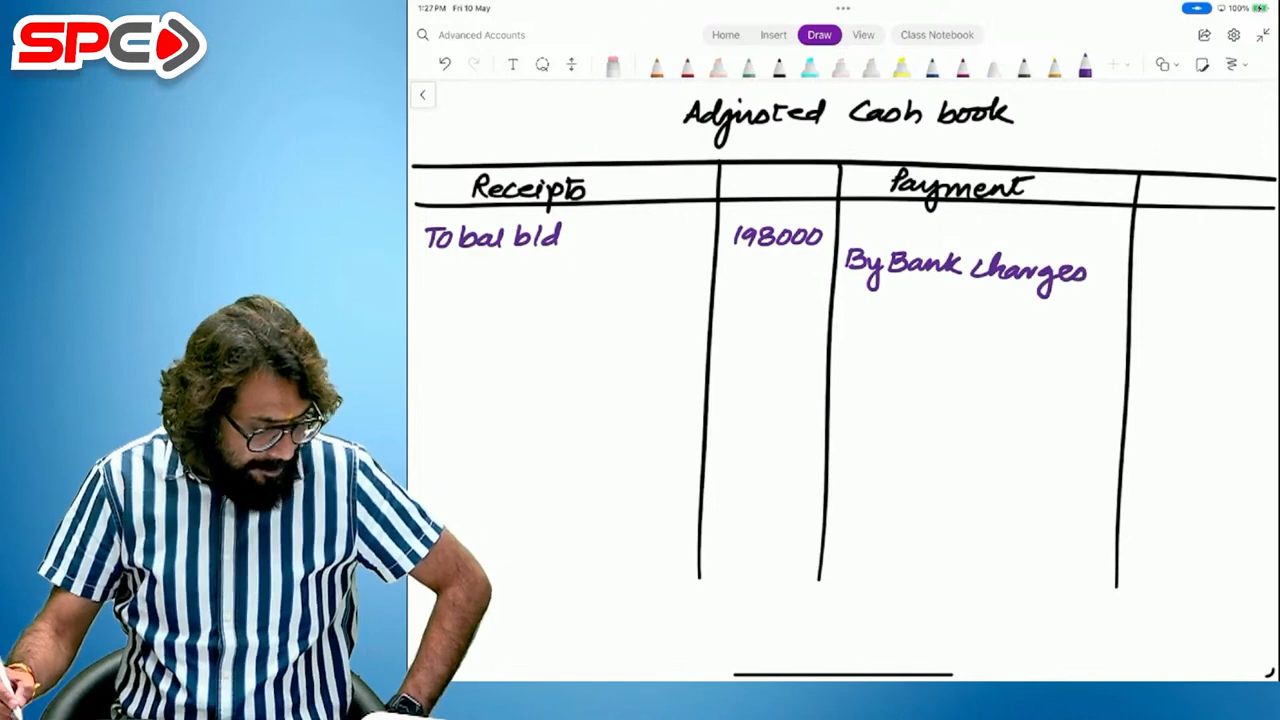 SPC
1:27 PM Fri 10 May
100%
Advanced Accounts
Home Insert Draw View Class Notebook
Adjusted Cash book
Receipts Payment
To bal b/d 198000
By Bank charges